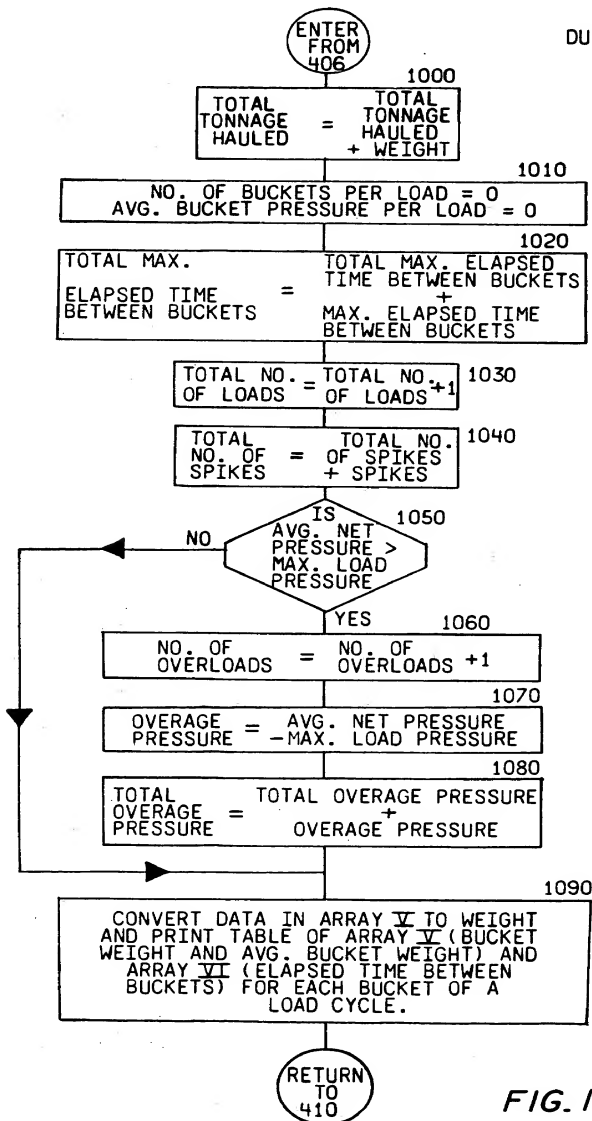 ENTER
FROM
406
DU
1000
TOTAL TONNAGE HAULED = TOTAL TONNAGE HAULED + WEIGHT
1010
NO. OF BUCKETS PER LOAD = 0
AVG. BUCKET PRESSURE PER LOAD = 0
1020
TOTAL MAX. ELAPSED TIME BETWEEN BUCKETS = TOTAL MAX. ELAPSED TIME BETWEEN BUCKETS + MAX. ELAPSED TIME BETWEEN BUCKETS
1030
TOTAL NO. OF LOADS = TOTAL NO. OF LOADS +1
1040
TOTAL NO. OF SPIKES = TOTAL NO. OF SPIKES + SPIKES
1050
IS
AVG. NET
PRESSURE >
MAX. LOAD
PRESSURE
NO
YES
1060
NO. OF OVERLOADS = NO. OF OVERLOADS +1
1070
OVERAGE PRESSURE = AVG. NET PRESSURE -MAX. LOAD PRESSURE
1080
TOTAL OVERAGE PRESSURE = TOTAL OVERAGE PRESSURE + OVERAGE PRESSURE
1090
CONVERT DATA IN ARRAY V TO WEIGHT
AND PRINT TABLE OF ARRAY V (BUCKET
WEIGHT AND AVG. BUCKET WEIGHT) AND
ARRAY VI (ELAPSED TIME BETWEEN
BUCKETS) FOR EACH BUCKET OF A
LOAD CYCLE.
RETURN
TO
410
FIG. 1